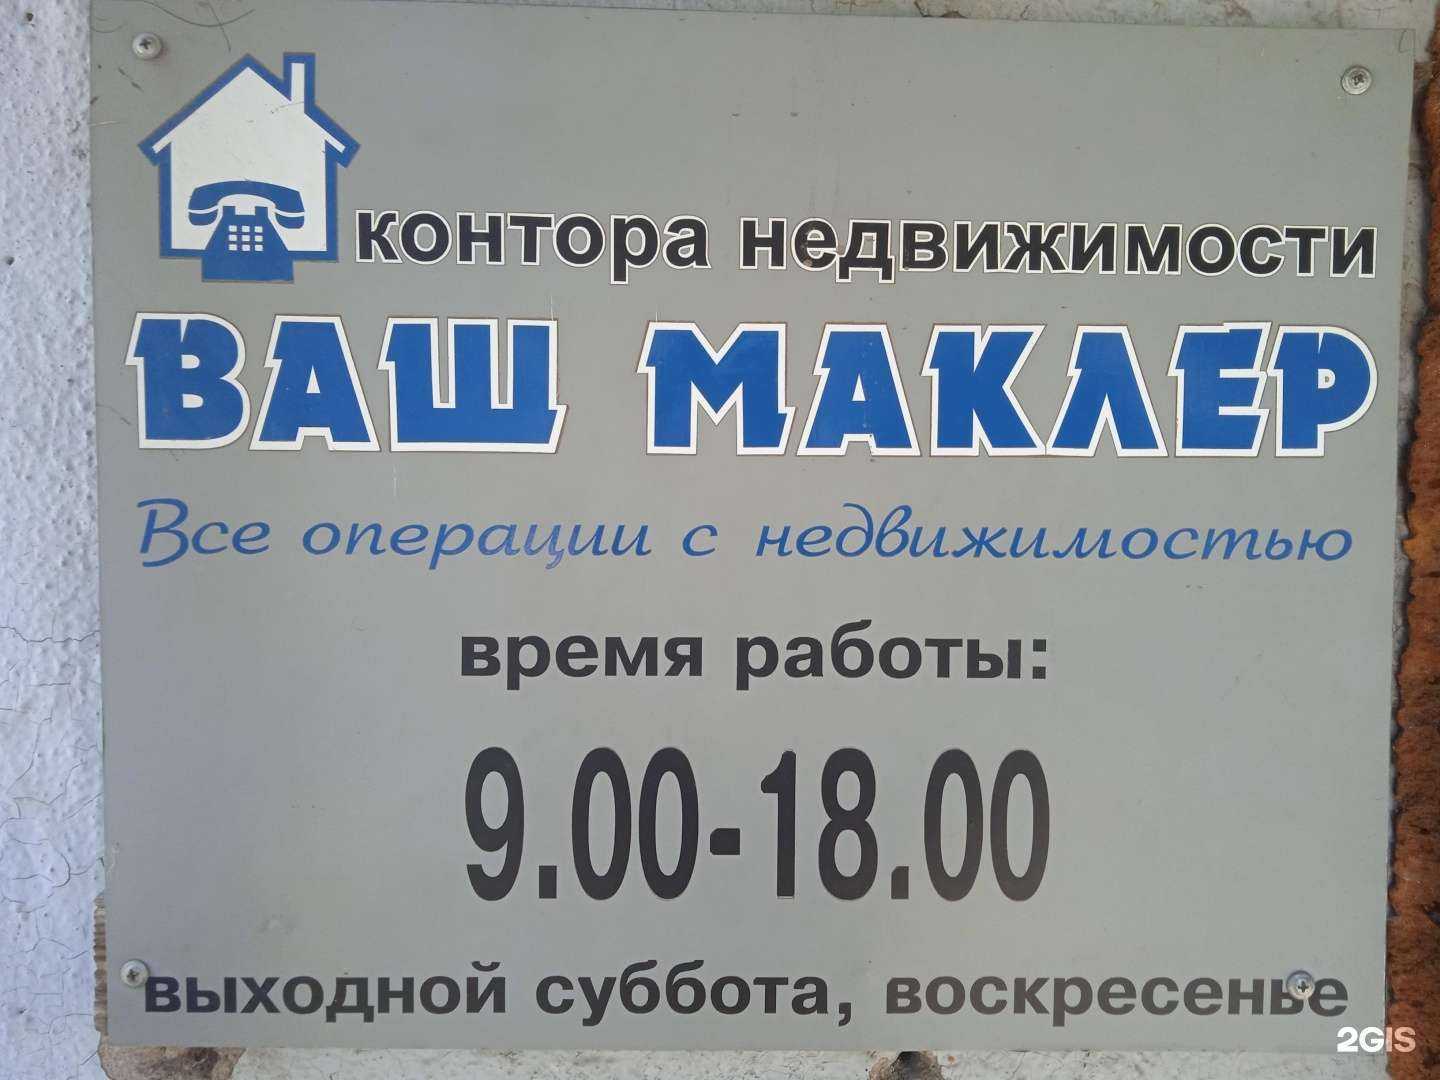 контора недвижимости
ВАШ МАКЛЕР
Все операции с недвижимостью
время работы:
9.00-18.00
выходной суббота, воскресенье
2GIS